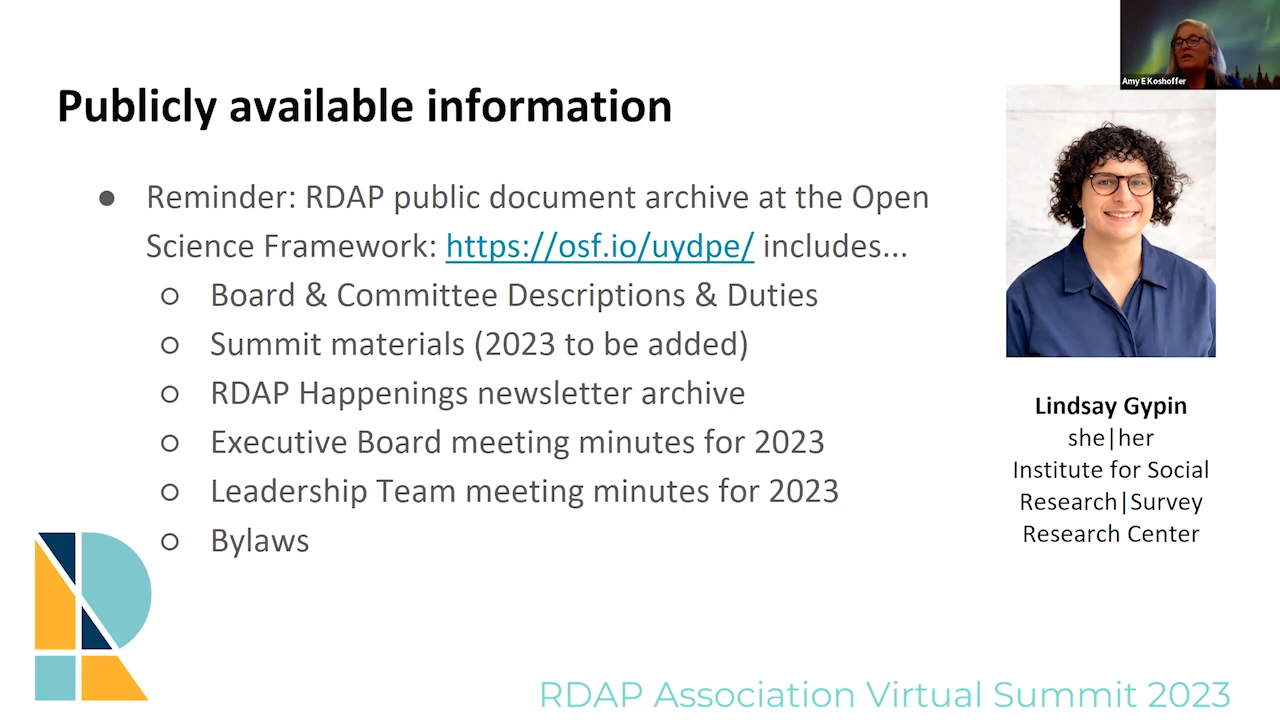 Amy E Koshoffer
Publicly available information
● Reminder: RDAP public document archive at the Open
Science Framework: https://osf.io/uydpe/ includes...
○ Board & Committee Descriptions & Duties
○ Summit materials (2023 to be added)
○ RDAP Happenings newsletter archive
○ Executive Board meeting minutes for 2023
○ Leadership Team meeting minutes for 2023
○ Bylaws
Lindsay Gypin
she|her
Institute for Social
Research|Survey
Research Center
RDAP Association Virtual Summit 2023